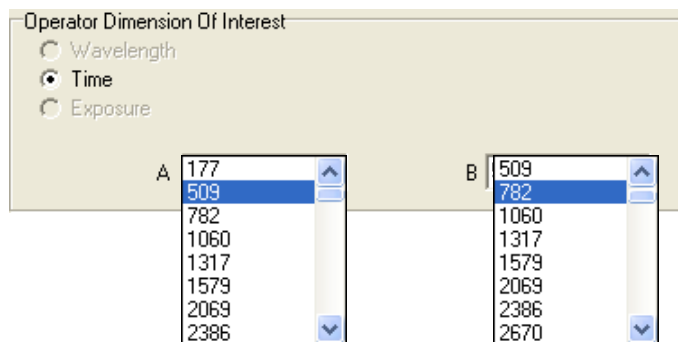 Operator Dimension Of Interest
Wavelength
Time
Exposure
A
177
509
782
1060
1317
1579
2069
2386
B
509
782
1060
1317
1579
2069
2386
2670